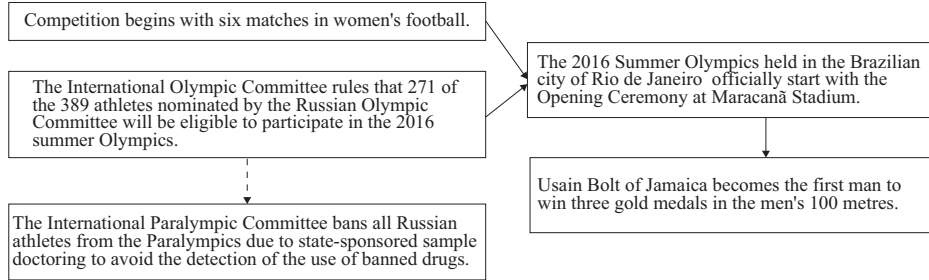 Competition begins with six matches in women's football.
The International Olympic Committee rules that 271 of
the 389 athletes nominated by the Russian Olympic
Committee will be eligible to participate in the 2016
summer Olympics.
The International Paralympic Committee bans all Russian
athletes from the Paralympics due to state-sponsored sample
doctoring to avoid the detection of the use of banned drugs.
The 2016 Summer Olympics held in the Brazilian
city of Rio de Janeiro officially start with the
Opening Ceremony at Maracanã Stadium.
Usain Bolt of Jamaica becomes the first man to
win three gold medals in the men's 100 metres.